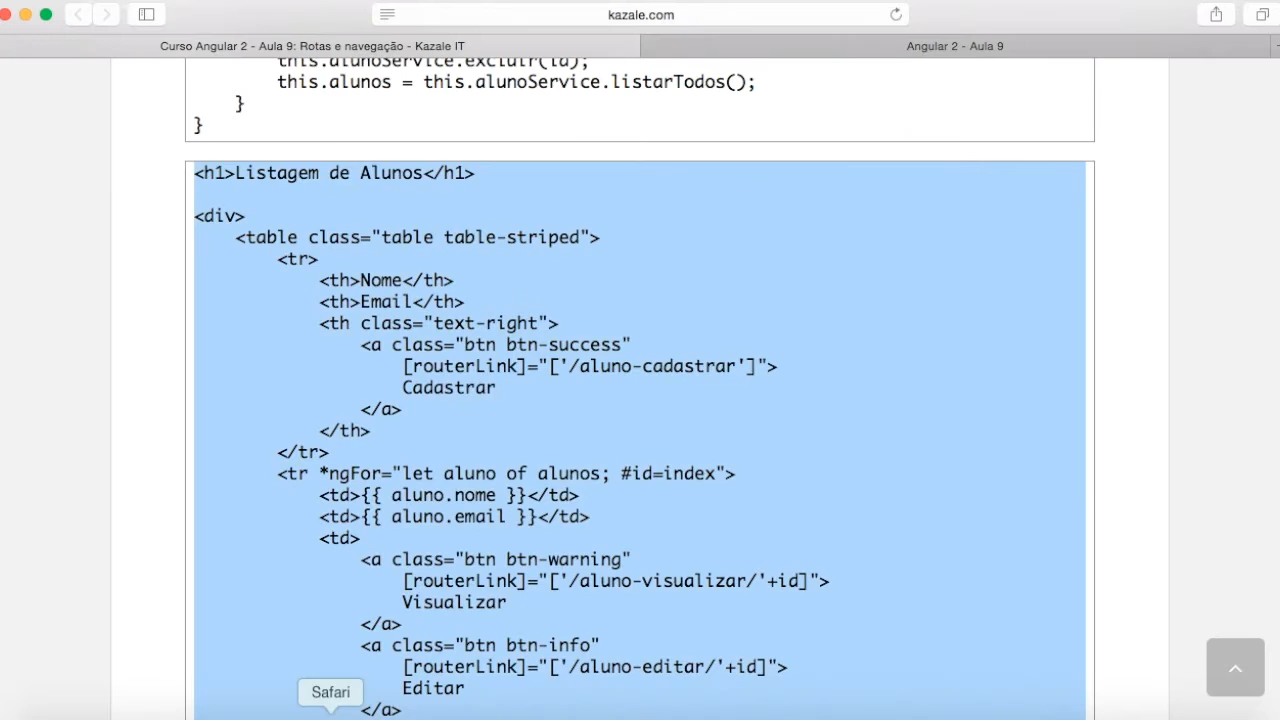 kazale.com
Curso Angular 2 - Aula 9: Rotas e navegação - Kazale IT
Angular 2 - Aula 9
this.alunoService.excluir(id);
this.alunos = this.alunoService.listarTodos();
}
}
<h1>Listagem de Alunos</h1>
<div>
<table class="table table-striped">
<tr>
<th>Nome</th>
<th>Email</th>
<th class="text-right">
<a class="btn btn-success"
[routerLink]="['/aluno-cadastrar']">
Cadastrar
</a>
</th>
</tr>
<tr *ngFor="let aluno of alunos; #id=index">
<td>{{ aluno.nome }}</td>
<td>{{ aluno.email }}</td>
<td>
<a class="btn btn-warning"
[routerLink]="['/aluno-visualizar/'+id]">
Visualizar
</a>
<a class="btn btn-info"
[routerLink]="['/aluno-editar/'+id]">
Editar
Safari
</a>